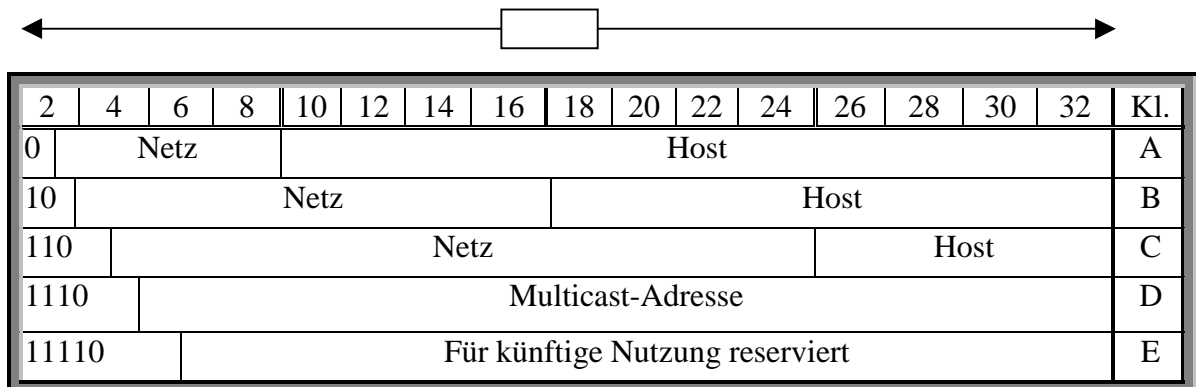 2 4 6 8 10 12 14 16 18 20 22 24 26 28 30 32 Kl.
0 Netz Host A
10 Netz Host B
110 Netz Host C
1110 Multicast-Adresse D
11110 Für künftige Nutzung reserviert E